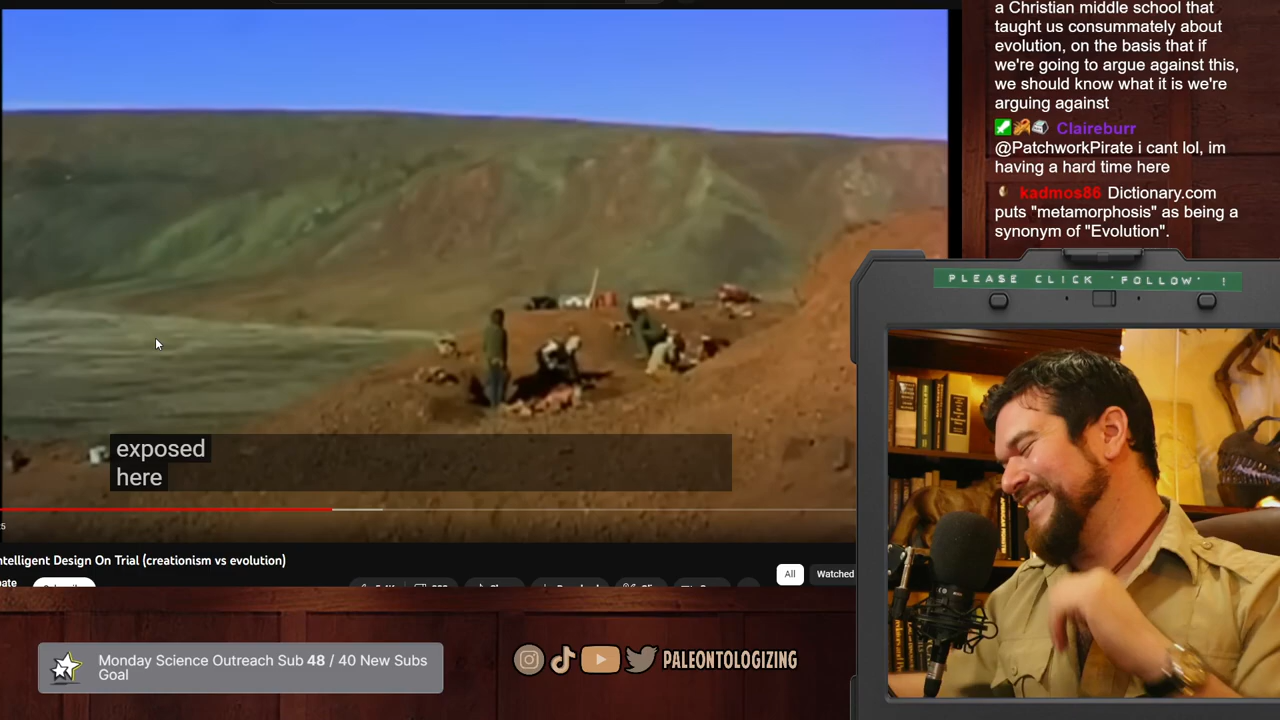 a Christian middle school that
taught us consummately about
evolution, on the basis that if
we're going to argue against this,
we should know what it is we're
arguing against
Claireburr
@PatchworkPirate i cant lol, im
having a hard time here
kadmos86 Dictionary.com
puts "metamorphosis" as being a
synonym of "Evolution".
PLEASE CLICK 'FOLLOW' !
exposed
here
ntelligent Design On Trial (creationism vs evolution)
All
Watched
Monday Science Outreach Sub 48 / 40 New Subs
Goal
PALEONTOLOGIZING